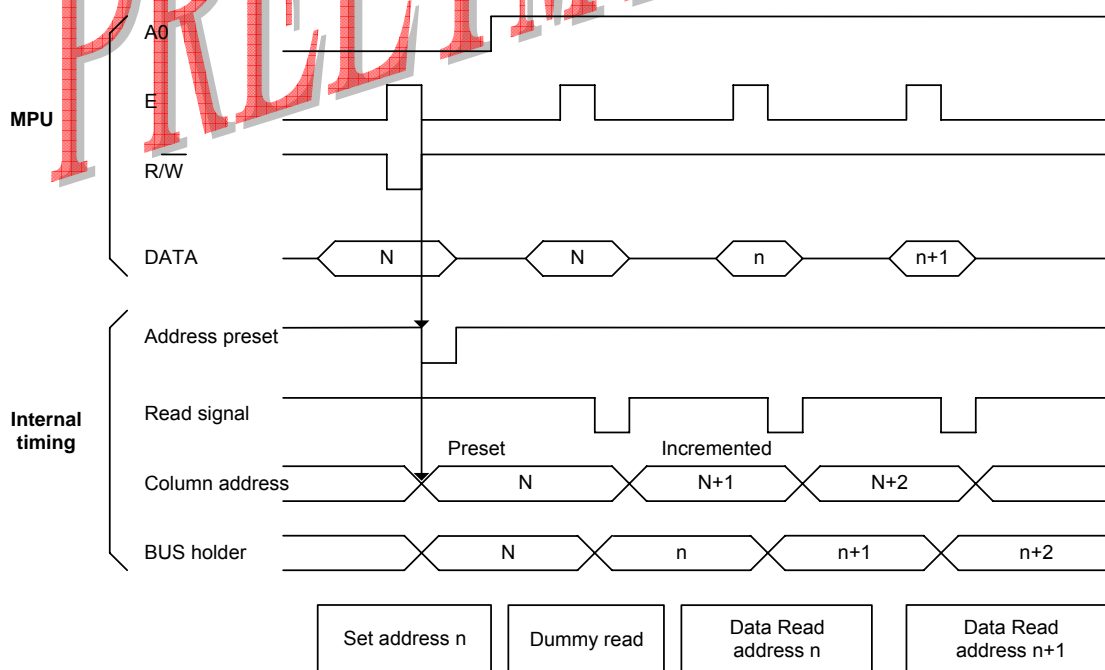 PRELIM
A0
E
MPU
R/W̅
DATA N N n n+1
Address preset
Read signal
Internal
timing
Preset Incremented
Column address N N+1 N+2
BUS holder N n n+1 n+2
Set address n
Dummy read
Data Read
address n
Data Read
address n+1